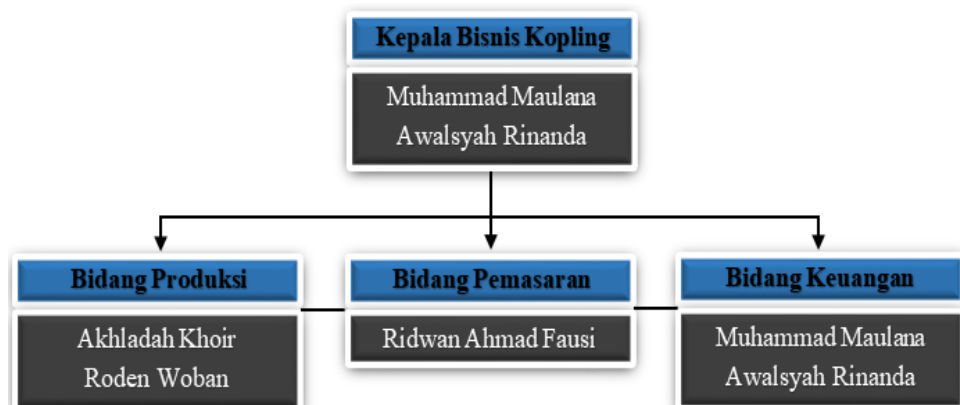 Kepala Bisnis Kopling
Muhammad Maulana
Awalsyah Rinanda
Bidang Produksi
Akhladah Khoir
Roden Woban
Bidang Pemasaran
Ridwan Ahmad Fausi
Bidang Keuangan
Muhammad Maulana
Awalsyah Rinanda